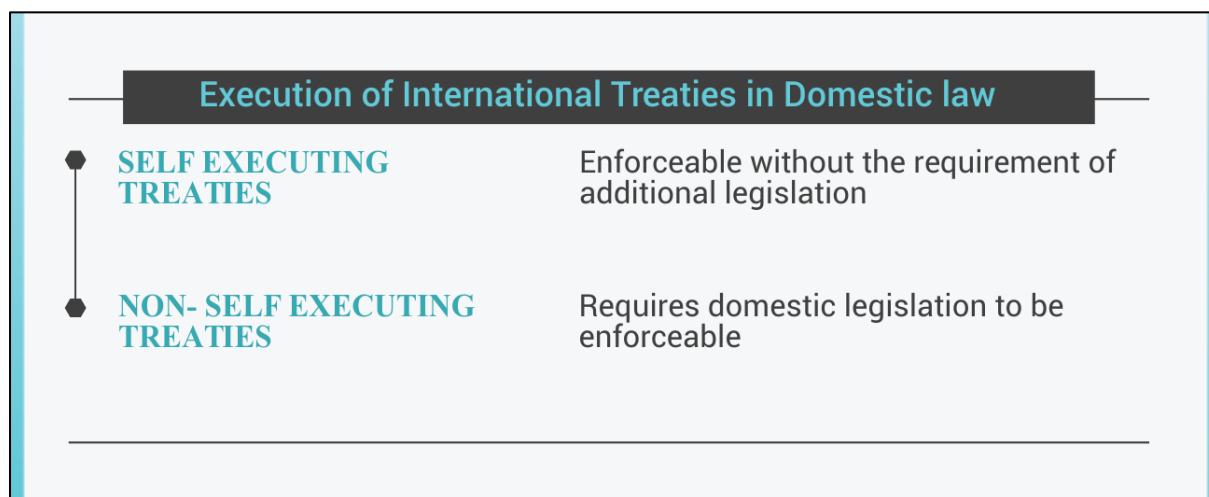 Execution of International Treaties in Domestic law
SELF EXECUTING
TREATIES
Enforceable without the requirement of
additional legislation
NON- SELF EXECUTING
TREATIES
Requires domestic legislation to be
enforceable